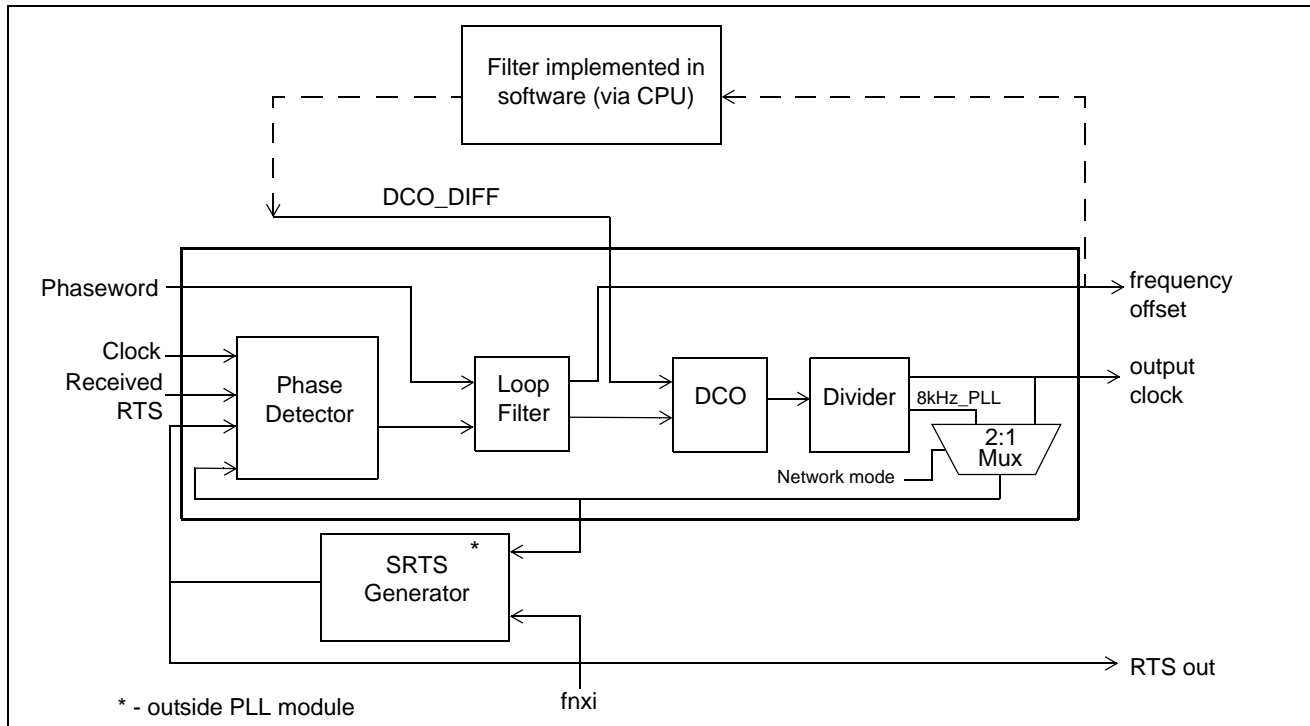 Filter implemented in
software (via CPU)
DCO_DIFF
Phaseword
frequency
offset
Clock
Received
RTS
Phase
Detector
Loop
Filter
DCO
Divider
output
clock
8kHz_PLL
2:1
Mux
Network mode
SRTS
Generator
*
RTS out
fnxi
* - outside PLL module